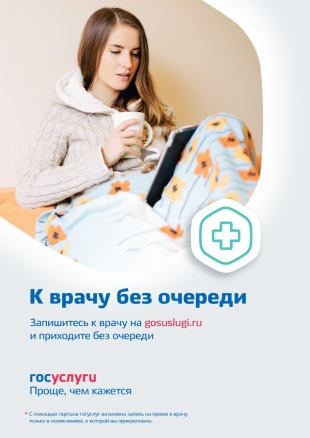 К врачу без очереди
Запишитесь к врачу на gosuslugi.ru
и приходите без очереди
госуслуги
Проще, чем кажется
* С помощью портала госуслуг возможна запись на прием к врачу
только в поликлинике, к которой вы прикреплены.